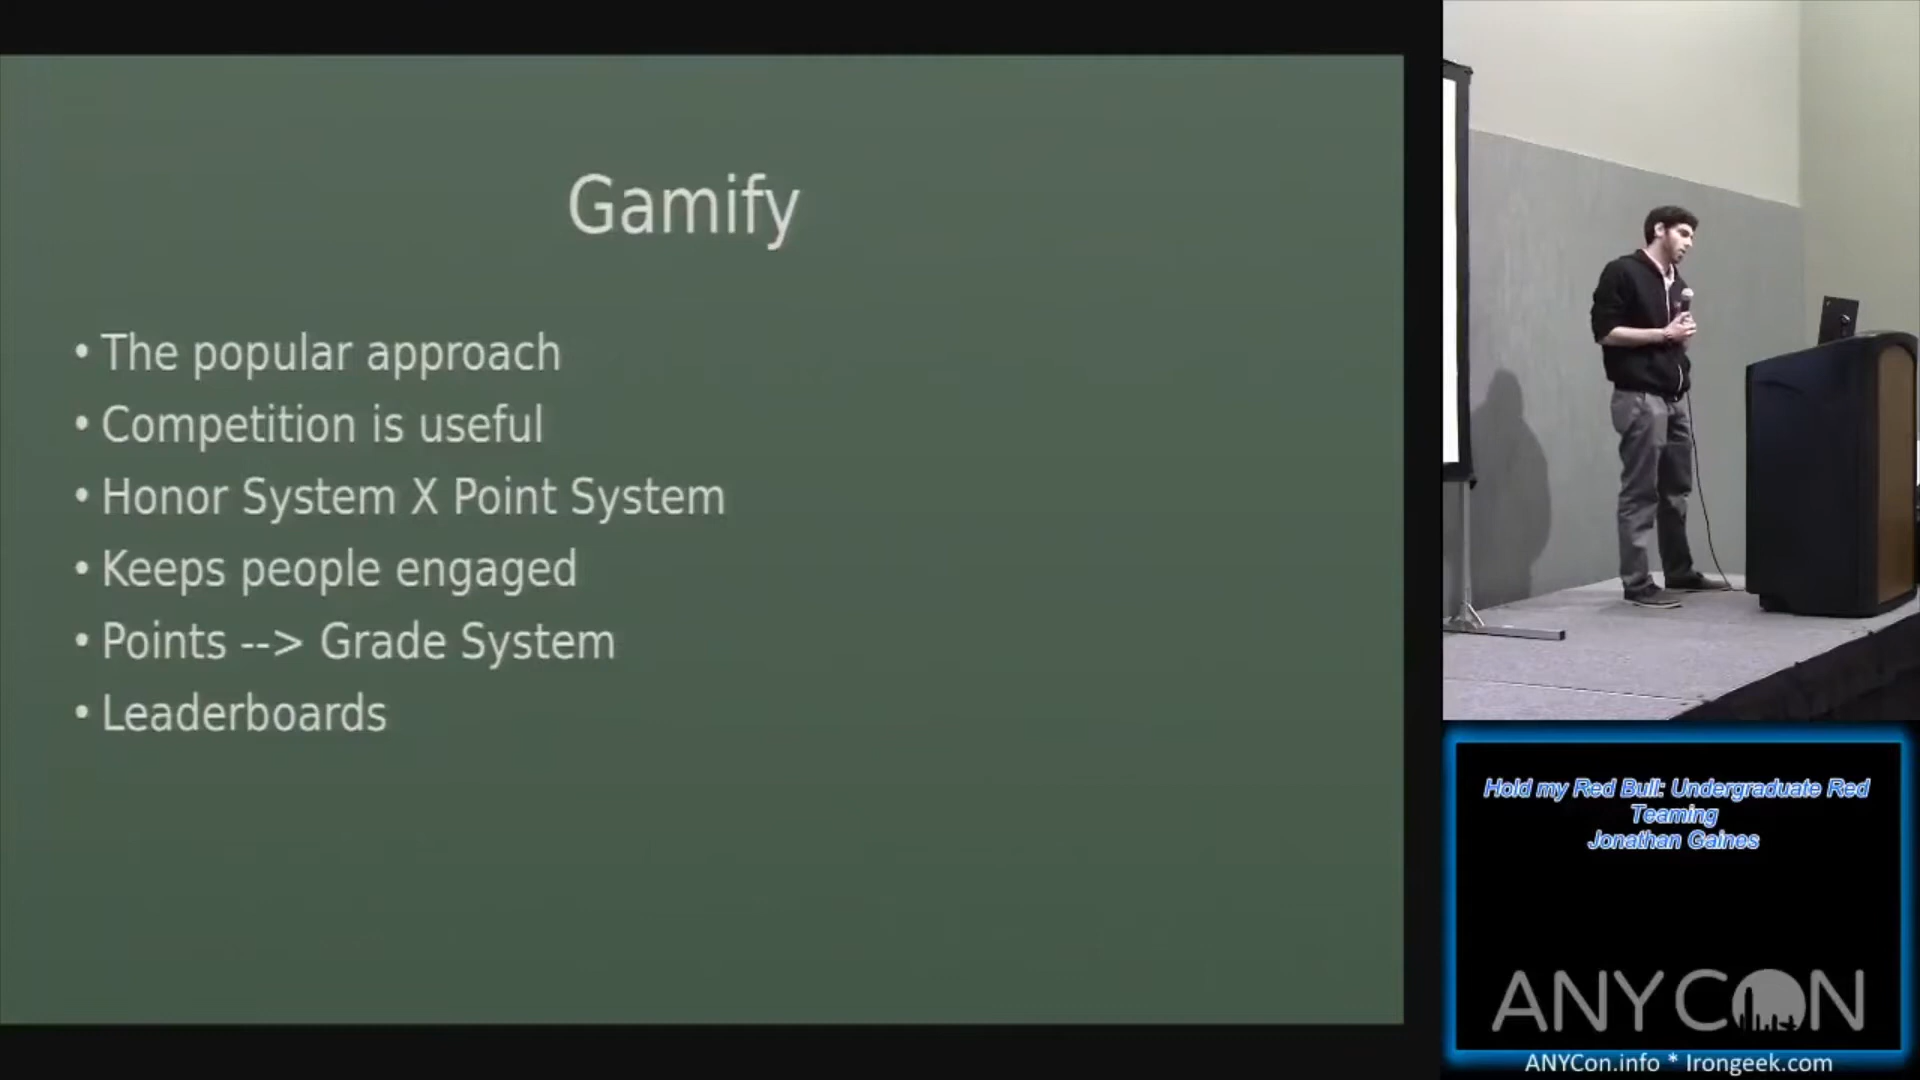 Gamify
• The popular approach
• Competition is useful
• Honor System X Point System
• Keeps people engaged
• Points --> Grade System
• Leaderboards
Hold my Red Bull: Undergraduate Red
Teaming
Jonathan Gaines
ANYCON
ANYCon.info * Irongeek.com